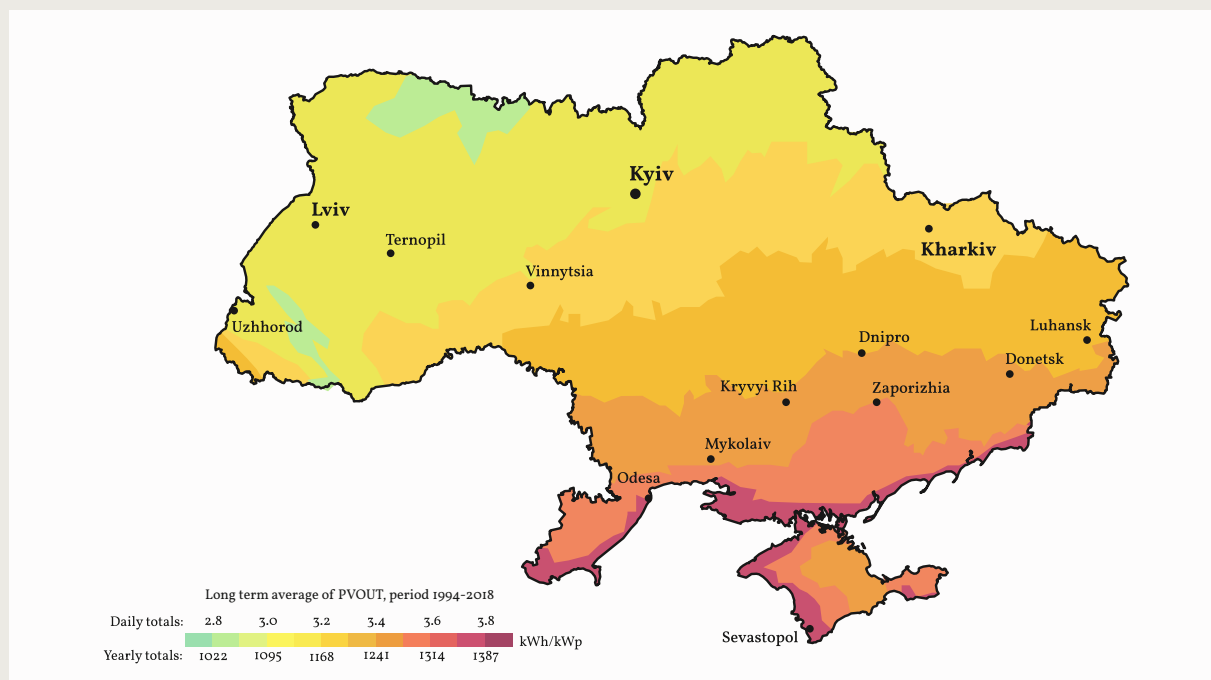 Kyiv
Lviv
Ternopil
Kharkiv
Vinnytsia
Uzhhorod
Luhansk
Dnipro
Donetsk
Kryvyi Rih
Zaporizhia
Mykolaiv
Odesa
Sevastopol
Long term average of PVOUT, period 1994-2018
Daily totals: 2.8 3.0 3.2 3.4 3.6 3.8
kWh/kWp
Yearly totals: 1022 1095 1168 1241 1314 1387